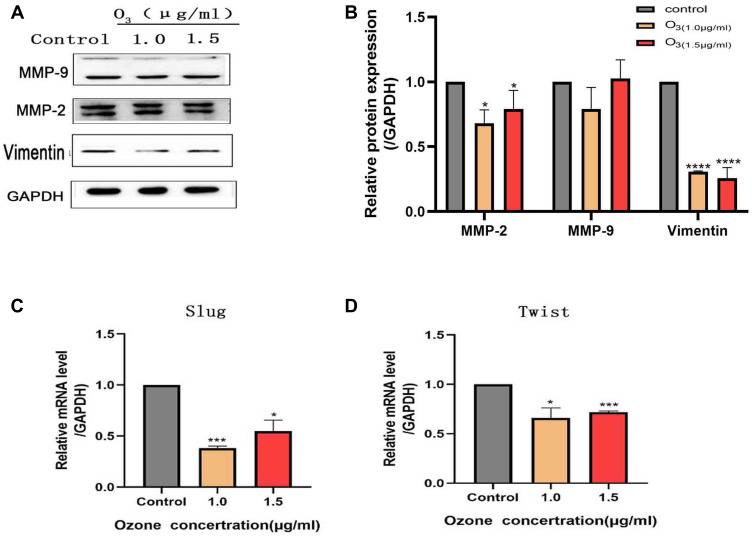 A
O3 ( μg/ml)
Control 1.0 1.5
MMP-9
MMP-2
Vimentin
GAPDH
B
control
O3(1.0μg/ml)
O3(1.5μg/ml)
Relative protein expression
(/GAPDH)
1.5
1.0
0.5
0.0
* *
**** ****
MMP-2 MMP-9 Vimentin
C
Slug
Relative mRNA level
/GAPDH)
1.5
1.0
0.5
0.0
*** *
Control 1.0 1.5
Ozone concertration(μg/ml)
D
Twist
Relative mRNA level
/GAPDH)
1.5
1.0
0.5
0.0
* ***
Control 1.0 1.5
Ozone concertration(μg/ml)